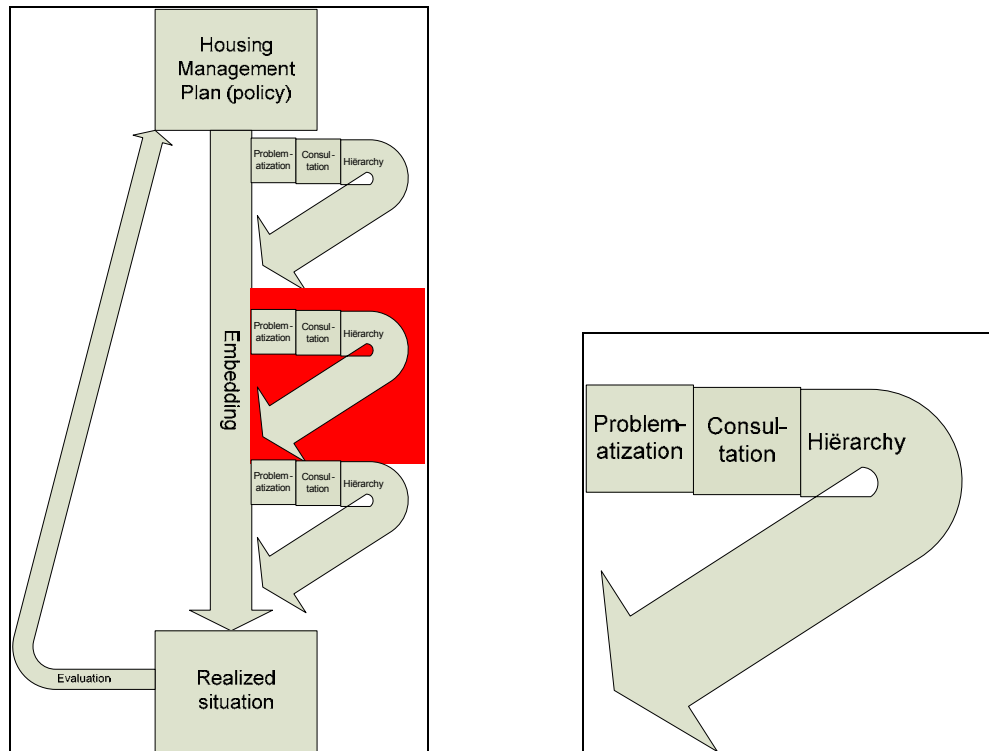 Housing
Management
Plan (policy)
Problem-
atization
Consul-
tation
Hiërarchy
Embedding
Problem-
atization
Consul-
tation
Hiërarchy
Problem-
atization
Consul-
tation
Hiërarchy
Evaluation
Realized
situation
Problem-
atization
Consul-
tation
Hiërarchy